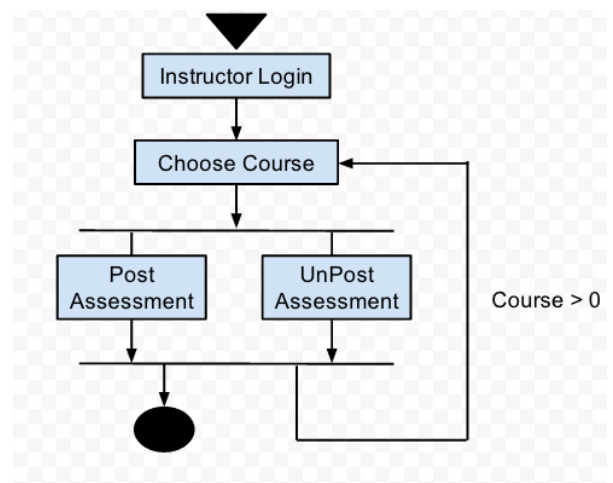 Instructor Login
Choose Course
Post
Assessment
UnPost
Assessment
Course > 0